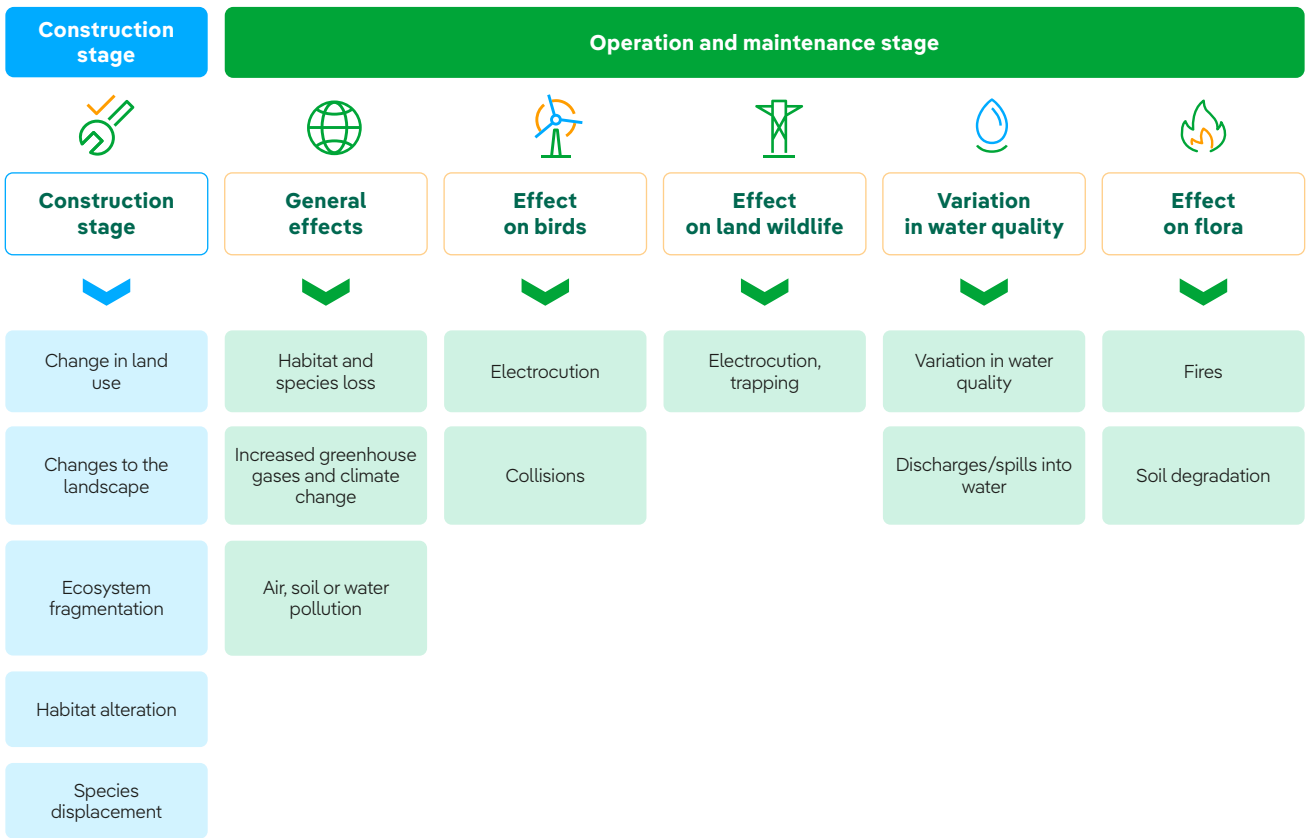 Construction
stage
Operation and maintenance stage
Construction
stage
General
effects
Effect
on birds
Effect
on land wildlife
Variation
in water quality
Effect
on flora
Change in land
use
Habitat and
species loss
Electrocution
Electrocution,
trapping
Variation in water
quality
Fires
Changes to the
landscape
Increased greenhouse
gases and climate
change
Collisions
Discharges/spills into
water
Soil degradation
Ecosystem
fragmentation
Air, soil or water
pollution
Habitat alteration
Species
displacement